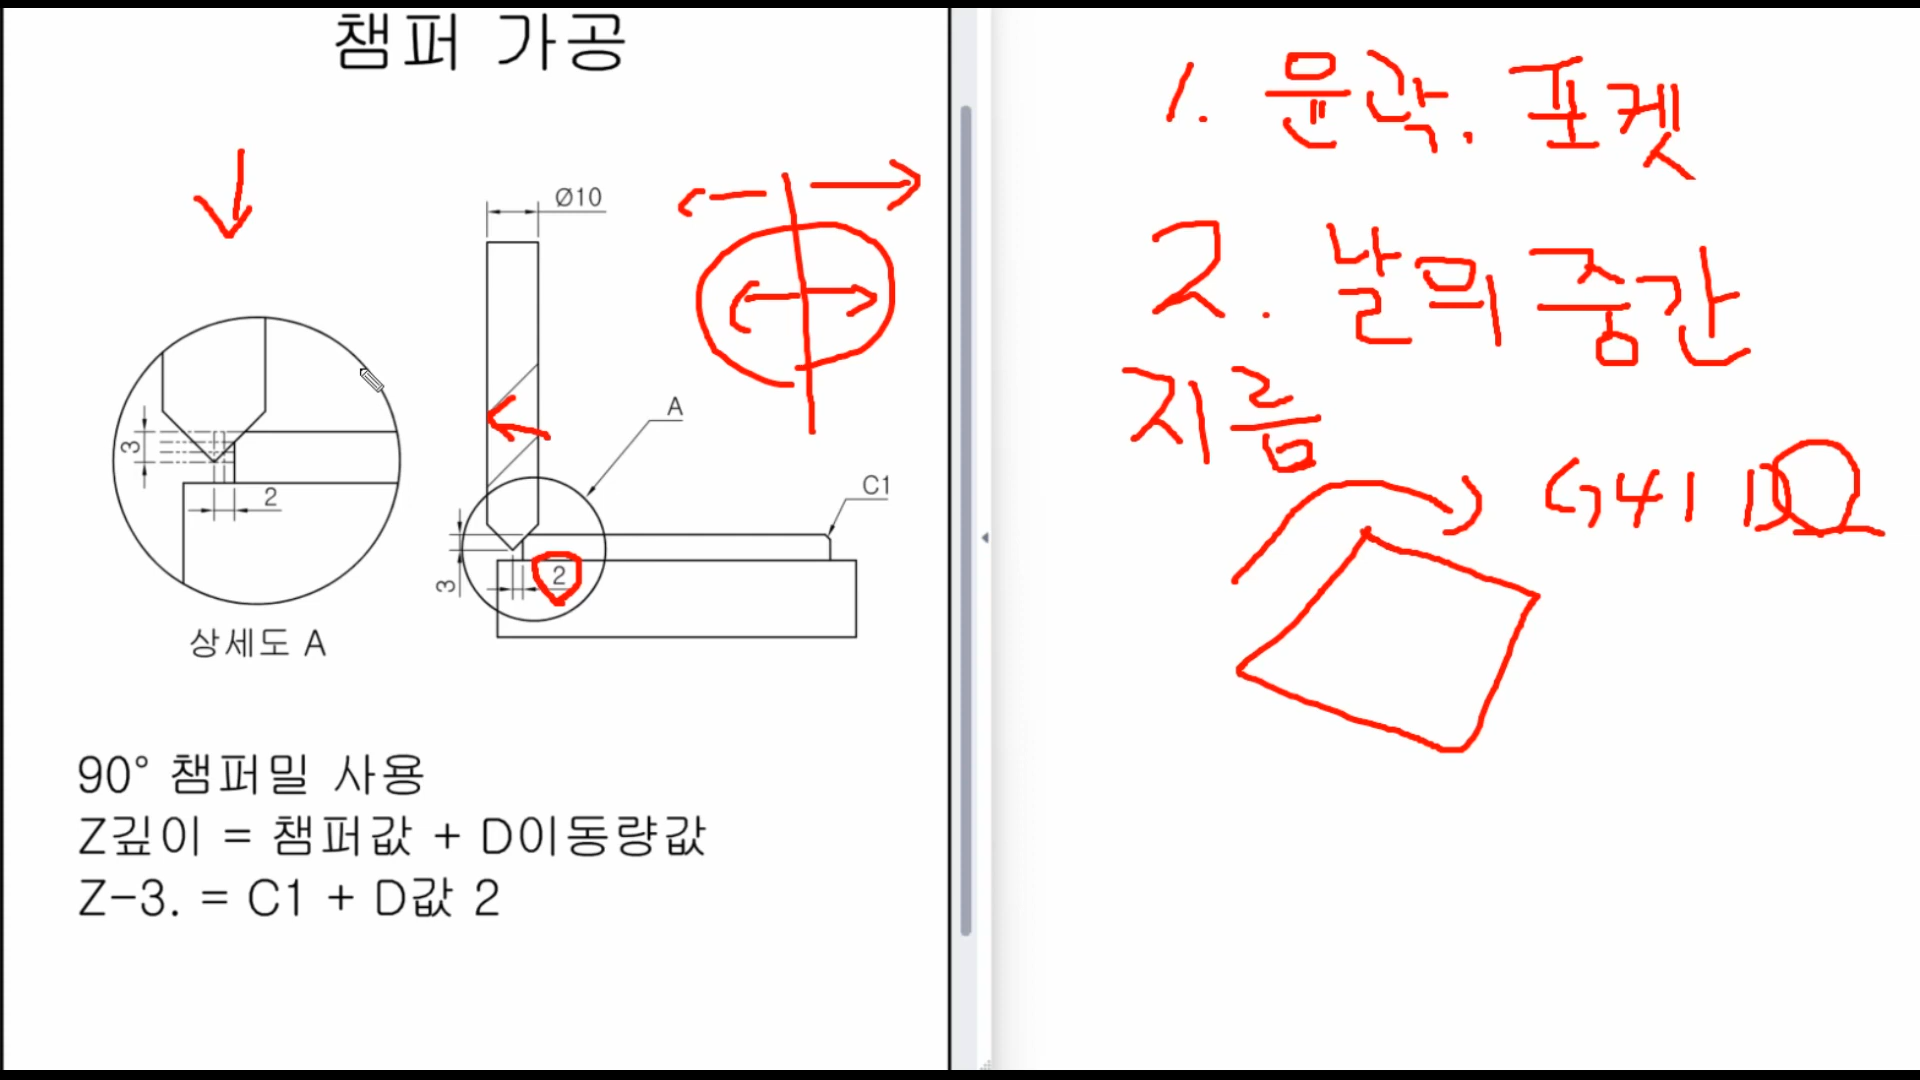 챔퍼 가공
Ø10
A
C1
3
2
3
2
상세도 A
90° 챔퍼밀 사용
Z깊이 = 챔퍼값 + D이동량값
Z-3. = C1 + D값 2
1. 윤곽. 포켓
2. 날의 중간
지름
G41 D